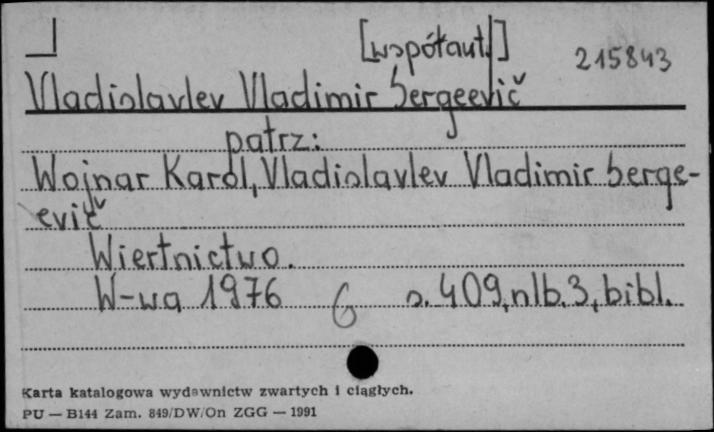 [współaut.]
215843
Vladislavlev Vladimir Sergeevič
patrz:
Wojnar Karol, Vladislavlev Vladimir Serge-
evič
Wiertnictwo.
W-wa 1976 G s. 409, nlb. 3, bibl.
Karta katalogowa wydawnictw zwartych i ciągłych.
PU — B144 Zam. 849/DW/On ZGG — 1991